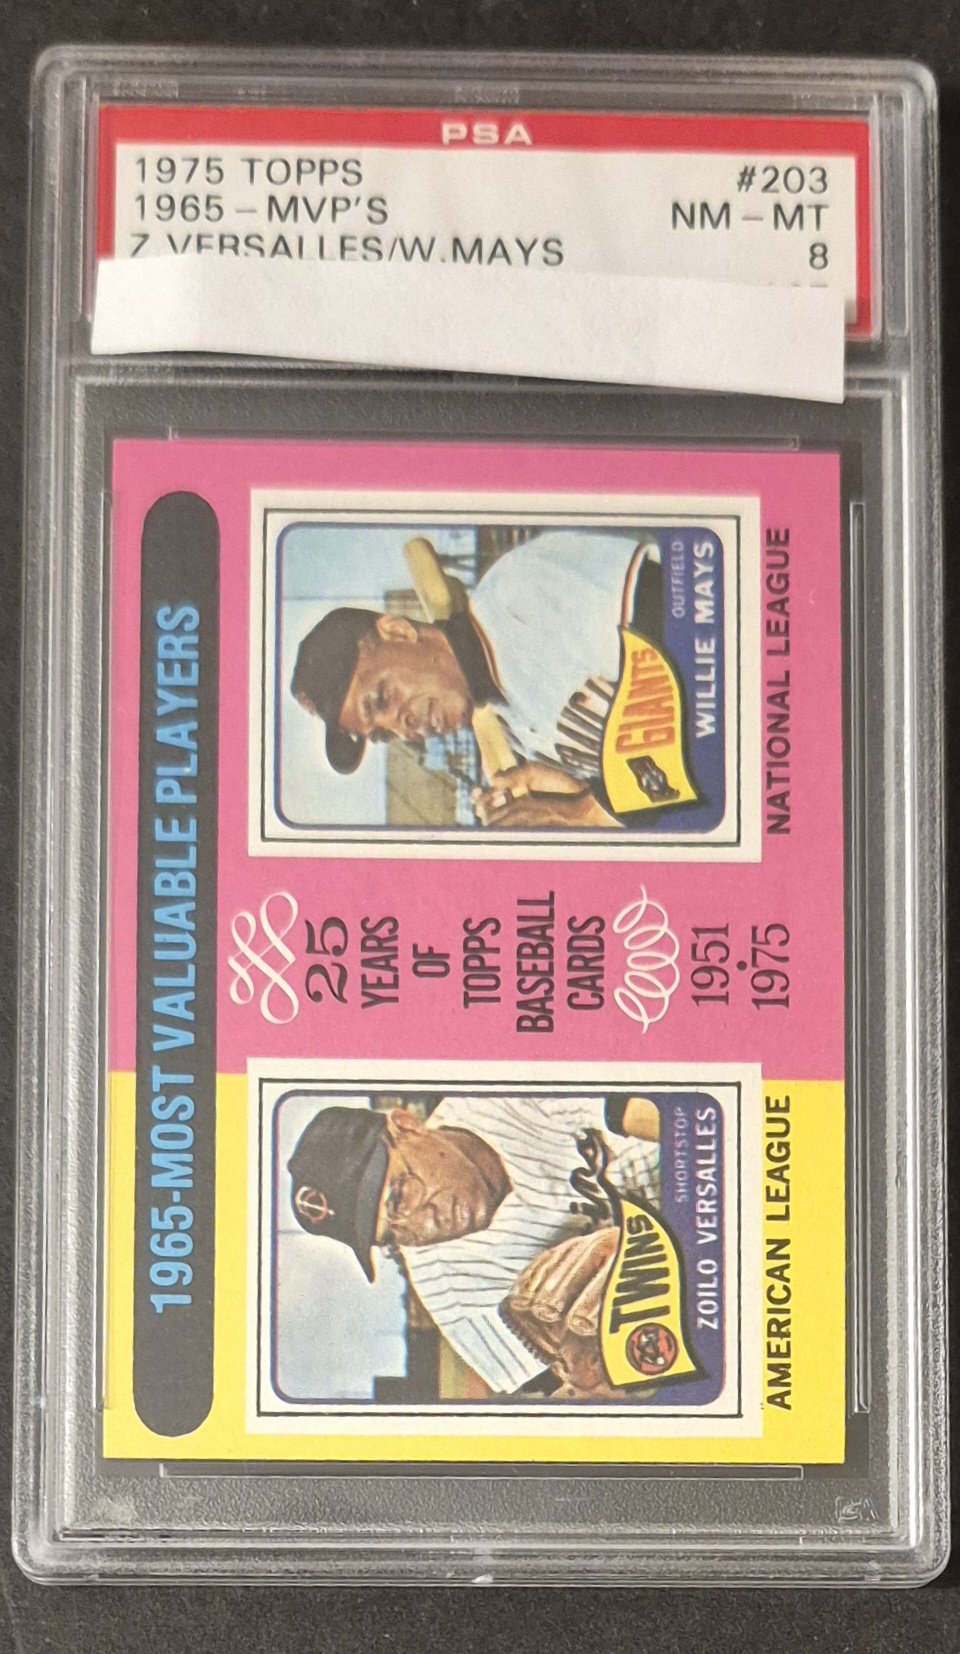 PSA
1975 TOPPS #203
1965-MVP'S NM-MT
Z.VERSALLES/W.MAYS 8
1965-MOST VALUABLE PLAYERS
TWINS
SHORTSTOP
ZOILO VERSALLES
AMERICAN LEAGUE
25
YEARS
OF
TOPPS
BASEBALL
CARDS
1951
•
1975
GIANTS
OUTFIELD
WILLIE MAYS
NATIONAL LEAGUE